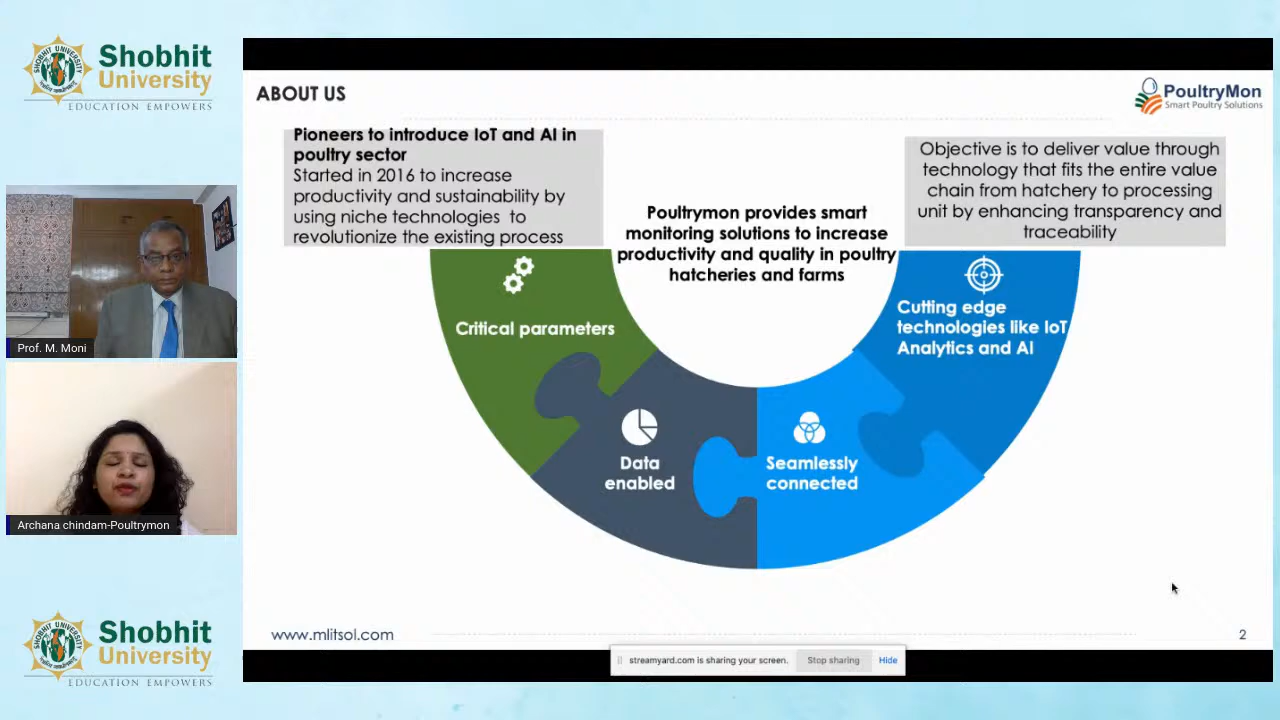 Shobhit
University
EDUCATION EMPOWERS
ABOUT US
PoultryMon
Smart Poultry Solutions
Pioneers to introduce IoT and AI in
poultry sector
Started in 2016 to increase
productivity and sustainability by
using niche technologies to
revolutionize the existing process
Poultrymon provides smart
monitoring solutions to increase
productivity and quality in poultry
hatcheries and farms
Objective is to deliver value through
technology that fits the entire value
chain from hatchery to processing
unit by enhancing transparency and
traceability
Critical parameters
Data
enabled
Seamlessly
connected
Cutting edge
technologies like IoT
Analytics and AI
Prof. M. Moni
Archana chindam-Poultrymon
www.mlitsol.com
2
streamyard.com is sharing your screen.
Stop sharing
Hide
Shobhit
University
EDUCATION EMPOWERS